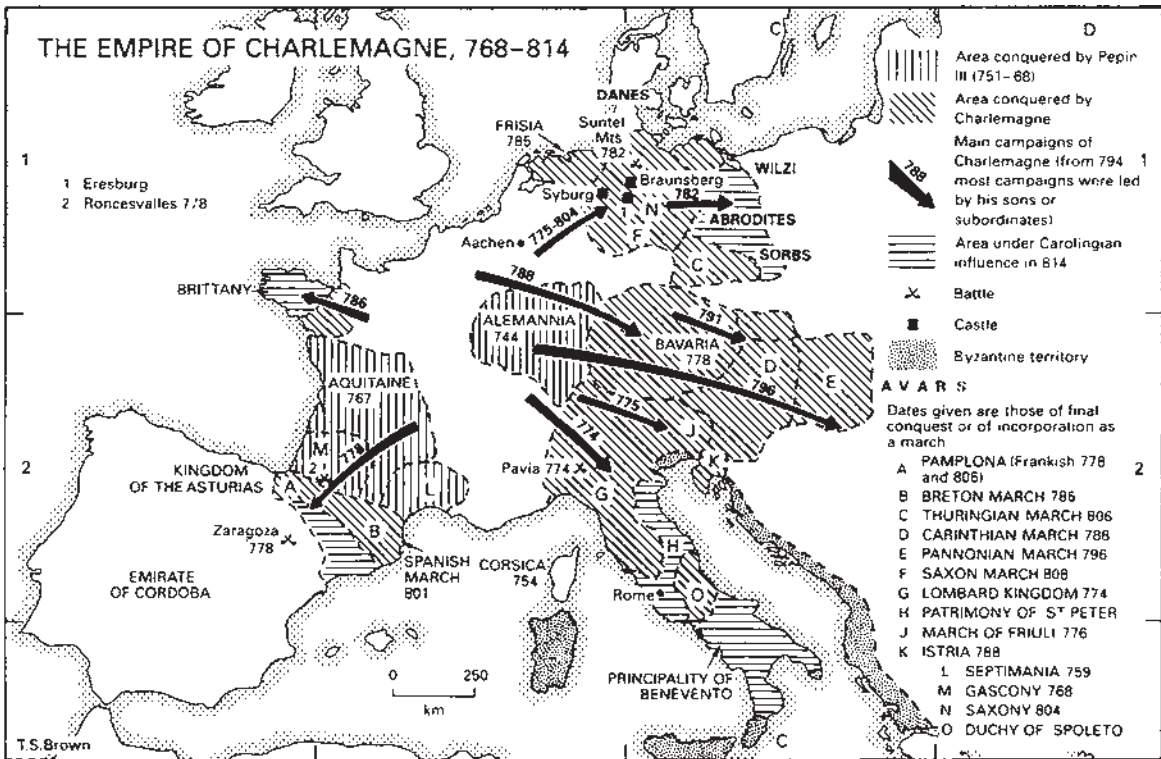 THE EMPIRE OF CHARLEMAGNE, 768–814
C
D
1
1 Eresburg
2 Roncesvalles 778
DANES
Suntel
Mts
782
FRISIA
785
WILZI
Braunsberg
Syburg
782
1
N
ABRODITES
775-804
F
Aachen
SORBS
C
788
BRITTANY
786
791
ALEMANNIA
744
BAVARIA
778
D
E
796
AQUITAINE
767
775
774
J
K
M
2
778
2
KINGDOM
OF THE ASTURIAS
A
L
Pavia 774
G
B
Zaragoza
778
SPANISH
MARCH
801
CORSICA
754
H
Rome
O
EMIRATE
OF CORDOBA
PRINCIPALITY OF
BENEVENTO
0 250
km
T.S.Brown
C
Area conquered by Pepin
III (751–68)
Area conquered by
Charlemagne
788
Main campaigns of
Charlemagne (from 794
most campaigns were led
by his sons or
subordinates)
1
Area under Carolingian
influence in 814
Battle
Castle
Byzantine territory
AVARS
Dates given are those of final
conquest or of incorporation as
a march
2
A PAMPLONA (Frankish 778
and 806)
B BRETON MARCH 786
C THURINGIAN MARCH 806
D CARINTHIAN MARCH 788
E PANNONIAN MARCH 796
F SAXON MARCH 808
G LOMBARD KINGDOM 774
H PATRIMONY OF ST PETER
J MARCH OF FRIULI 776
K ISTRIA 788
L SEPTIMANIA 759
M GASCONY 768
N SAXONY 804
O DUCHY OF SPOLETO